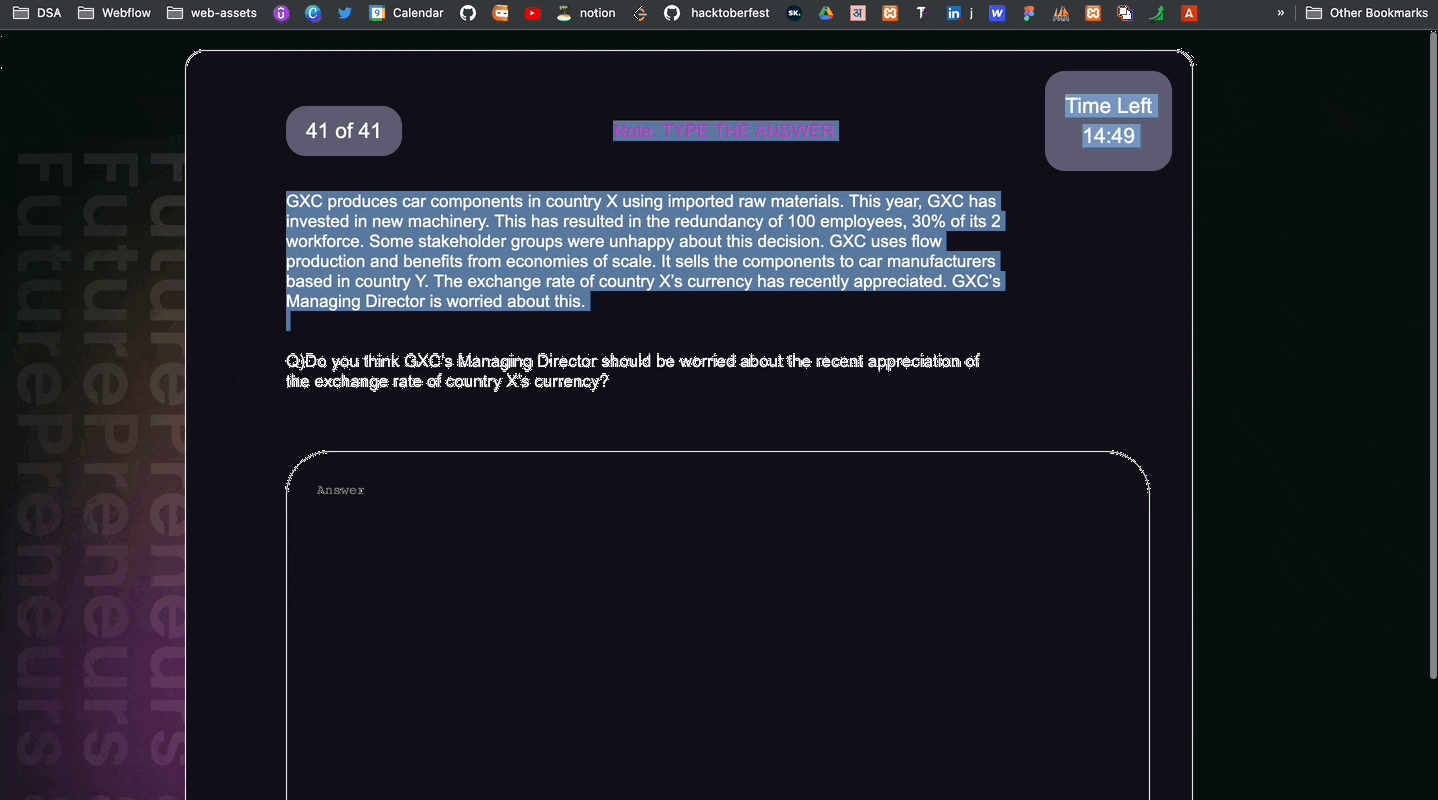 DSA Webflow web-assets Calendar notion hacktoberfest SK. अ in j W A » Other Bookmarks
Time Left
14:49
41 of 41
Note: TYPE THE ANSWER
GXC produces car components in country X using imported raw materials. This year, GXC has
invested in new machinery. This has resulted in the redundancy of 100 employees, 30% of its 2
workforce. Some stakeholder groups were unhappy about this decision. GXC uses flow
production and benefits from economies of scale. It sells the components to car manufacturers
based in country Y. The exchange rate of country X's currency has recently appreciated. GXC's
Managing Director is worried about this.
Q)Do you think GXC's Managing Director should be worried about the recent appreciation of
the exchange rate of country X's currency?
Answer
FuturePreneurs
FuturePreneurs
FuturePreneurs